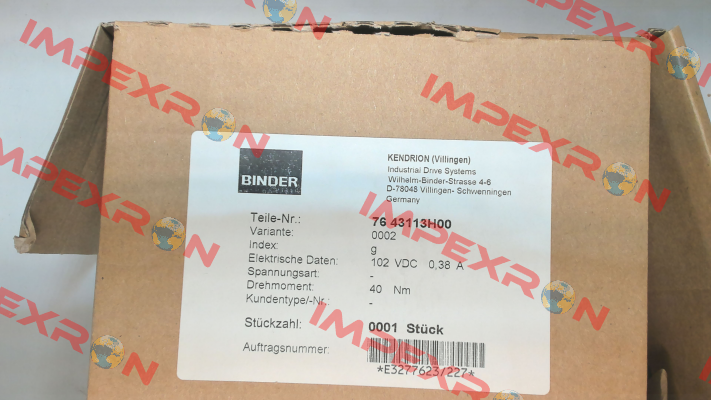 IMPEXRON
BINDER
KENDRION (Villingen)
Industrial Drive Systems
Wilhelm-Binder-Strasse 4-6
D-78048 Villingen- Schwenningen
Germany
Teile-Nr.: 76 43113H00
Variante: 0002
Index: g
Elektrische Daten: 102 VDC 0,38 A
Spannungsart: -
Drehmoment: 40 Nm
Kundentype/-Nr.: -
Stückzahl: 0001 Stück
Auftragsnummer:
*E3277623/227*